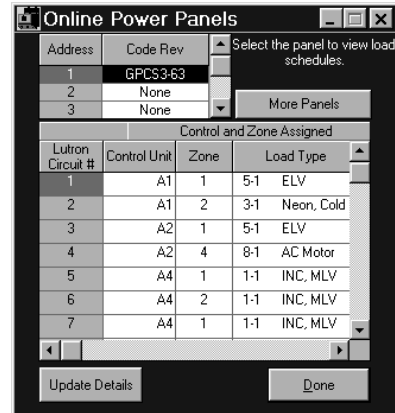 Online Power Panels
Address Code Rev
1 GPCS3-63
2 None
3 None
Select the panel to view load
schedules.
More Panels
Control and Zone Assigned
Lutron Circuit # Control Unit Zone Load Type
1 A1 1 5-1 ELV
2 A1 2 3-1 Neon, Cold
3 A2 1 5-1 ELV
4 A2 4 8-1 AC Motor
5 A4 1 1-1 INC, MLV
6 A4 2 1-1 INC, MLV
7 A4 1 1-1 INC, MLV
Update Details Done